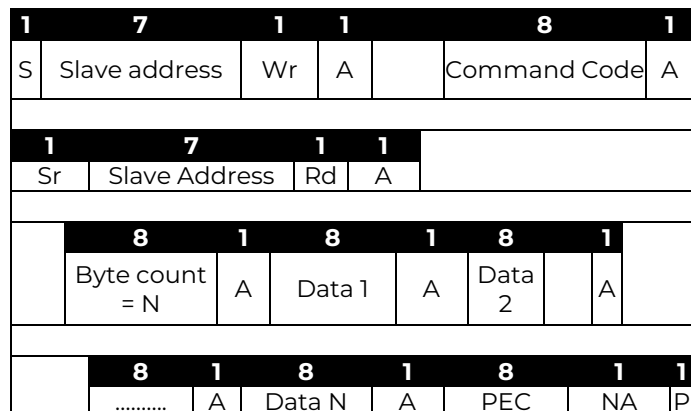 1 7 1 1 8 1
S Slave address Wr A Command Code A
1 7 1 1
Sr Slave Address Rd A
8 1 8 1 8 1
Byte count = N A Data 1 A Data 2 A
8 1 8 1 8 1 1
.......... A Data N A PEC NA P